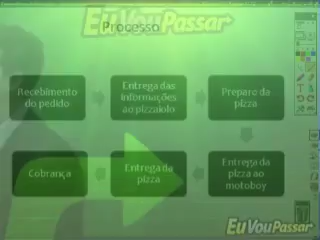 EuVouPassar
Processo
Recebimento
do pedido
Entrega das
informações
ao pizzaiolo
Preparo da
pizza
Cobrança
Entrega da
pizza
Entrega da
pizza ao
motoboy
EuVouPassar